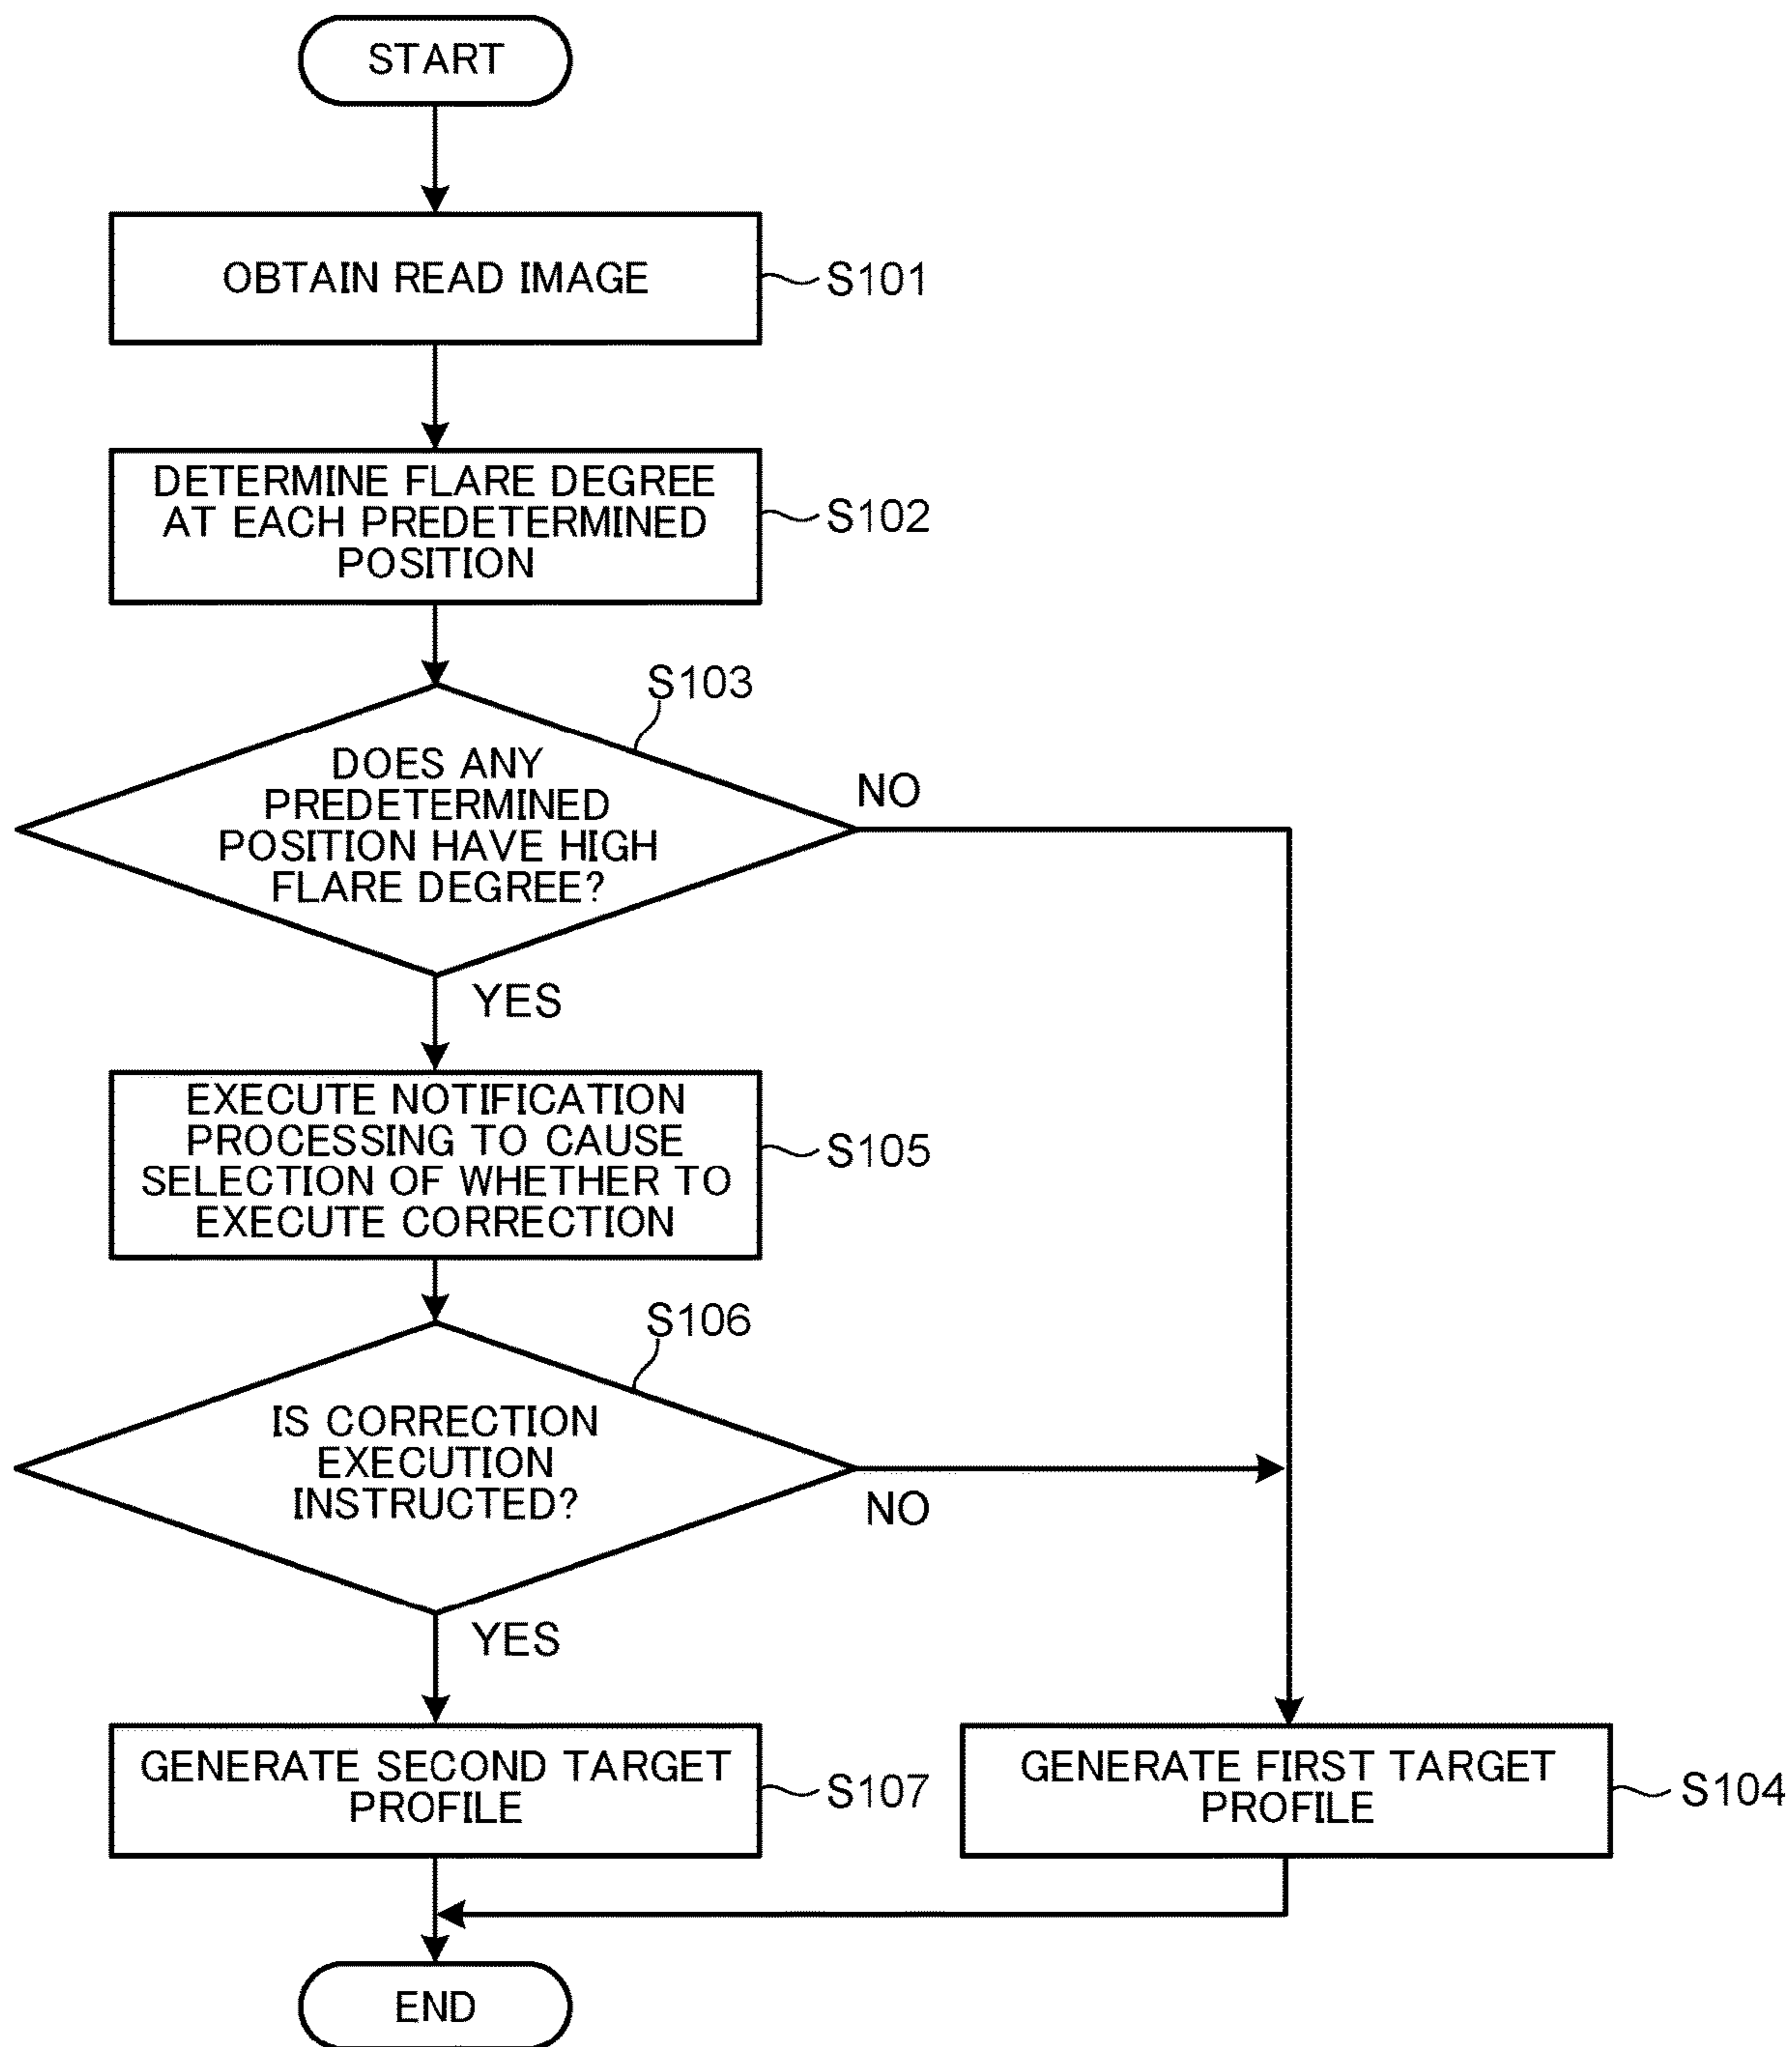 START
OBTAIN READ IMAGE
S101
DETERMINE FLARE DEGREE
AT EACH PREDETERMINED
POSITION
S102
S103
DOES ANY
PREDETERMINED
POSITION HAVE HIGH
FLARE DEGREE?
NO
YES
EXECUTE NOTIFICATION
PROCESSING TO CAUSE
SELECTION OF WHETHER TO
EXECUTE CORRECTION
S105
S106
IS CORRECTION
EXECUTION
INSTRUCTED?
NO
YES
GENERATE SECOND TARGET
PROFILE
S107
GENERATE FIRST TARGET
PROFILE
S104
END